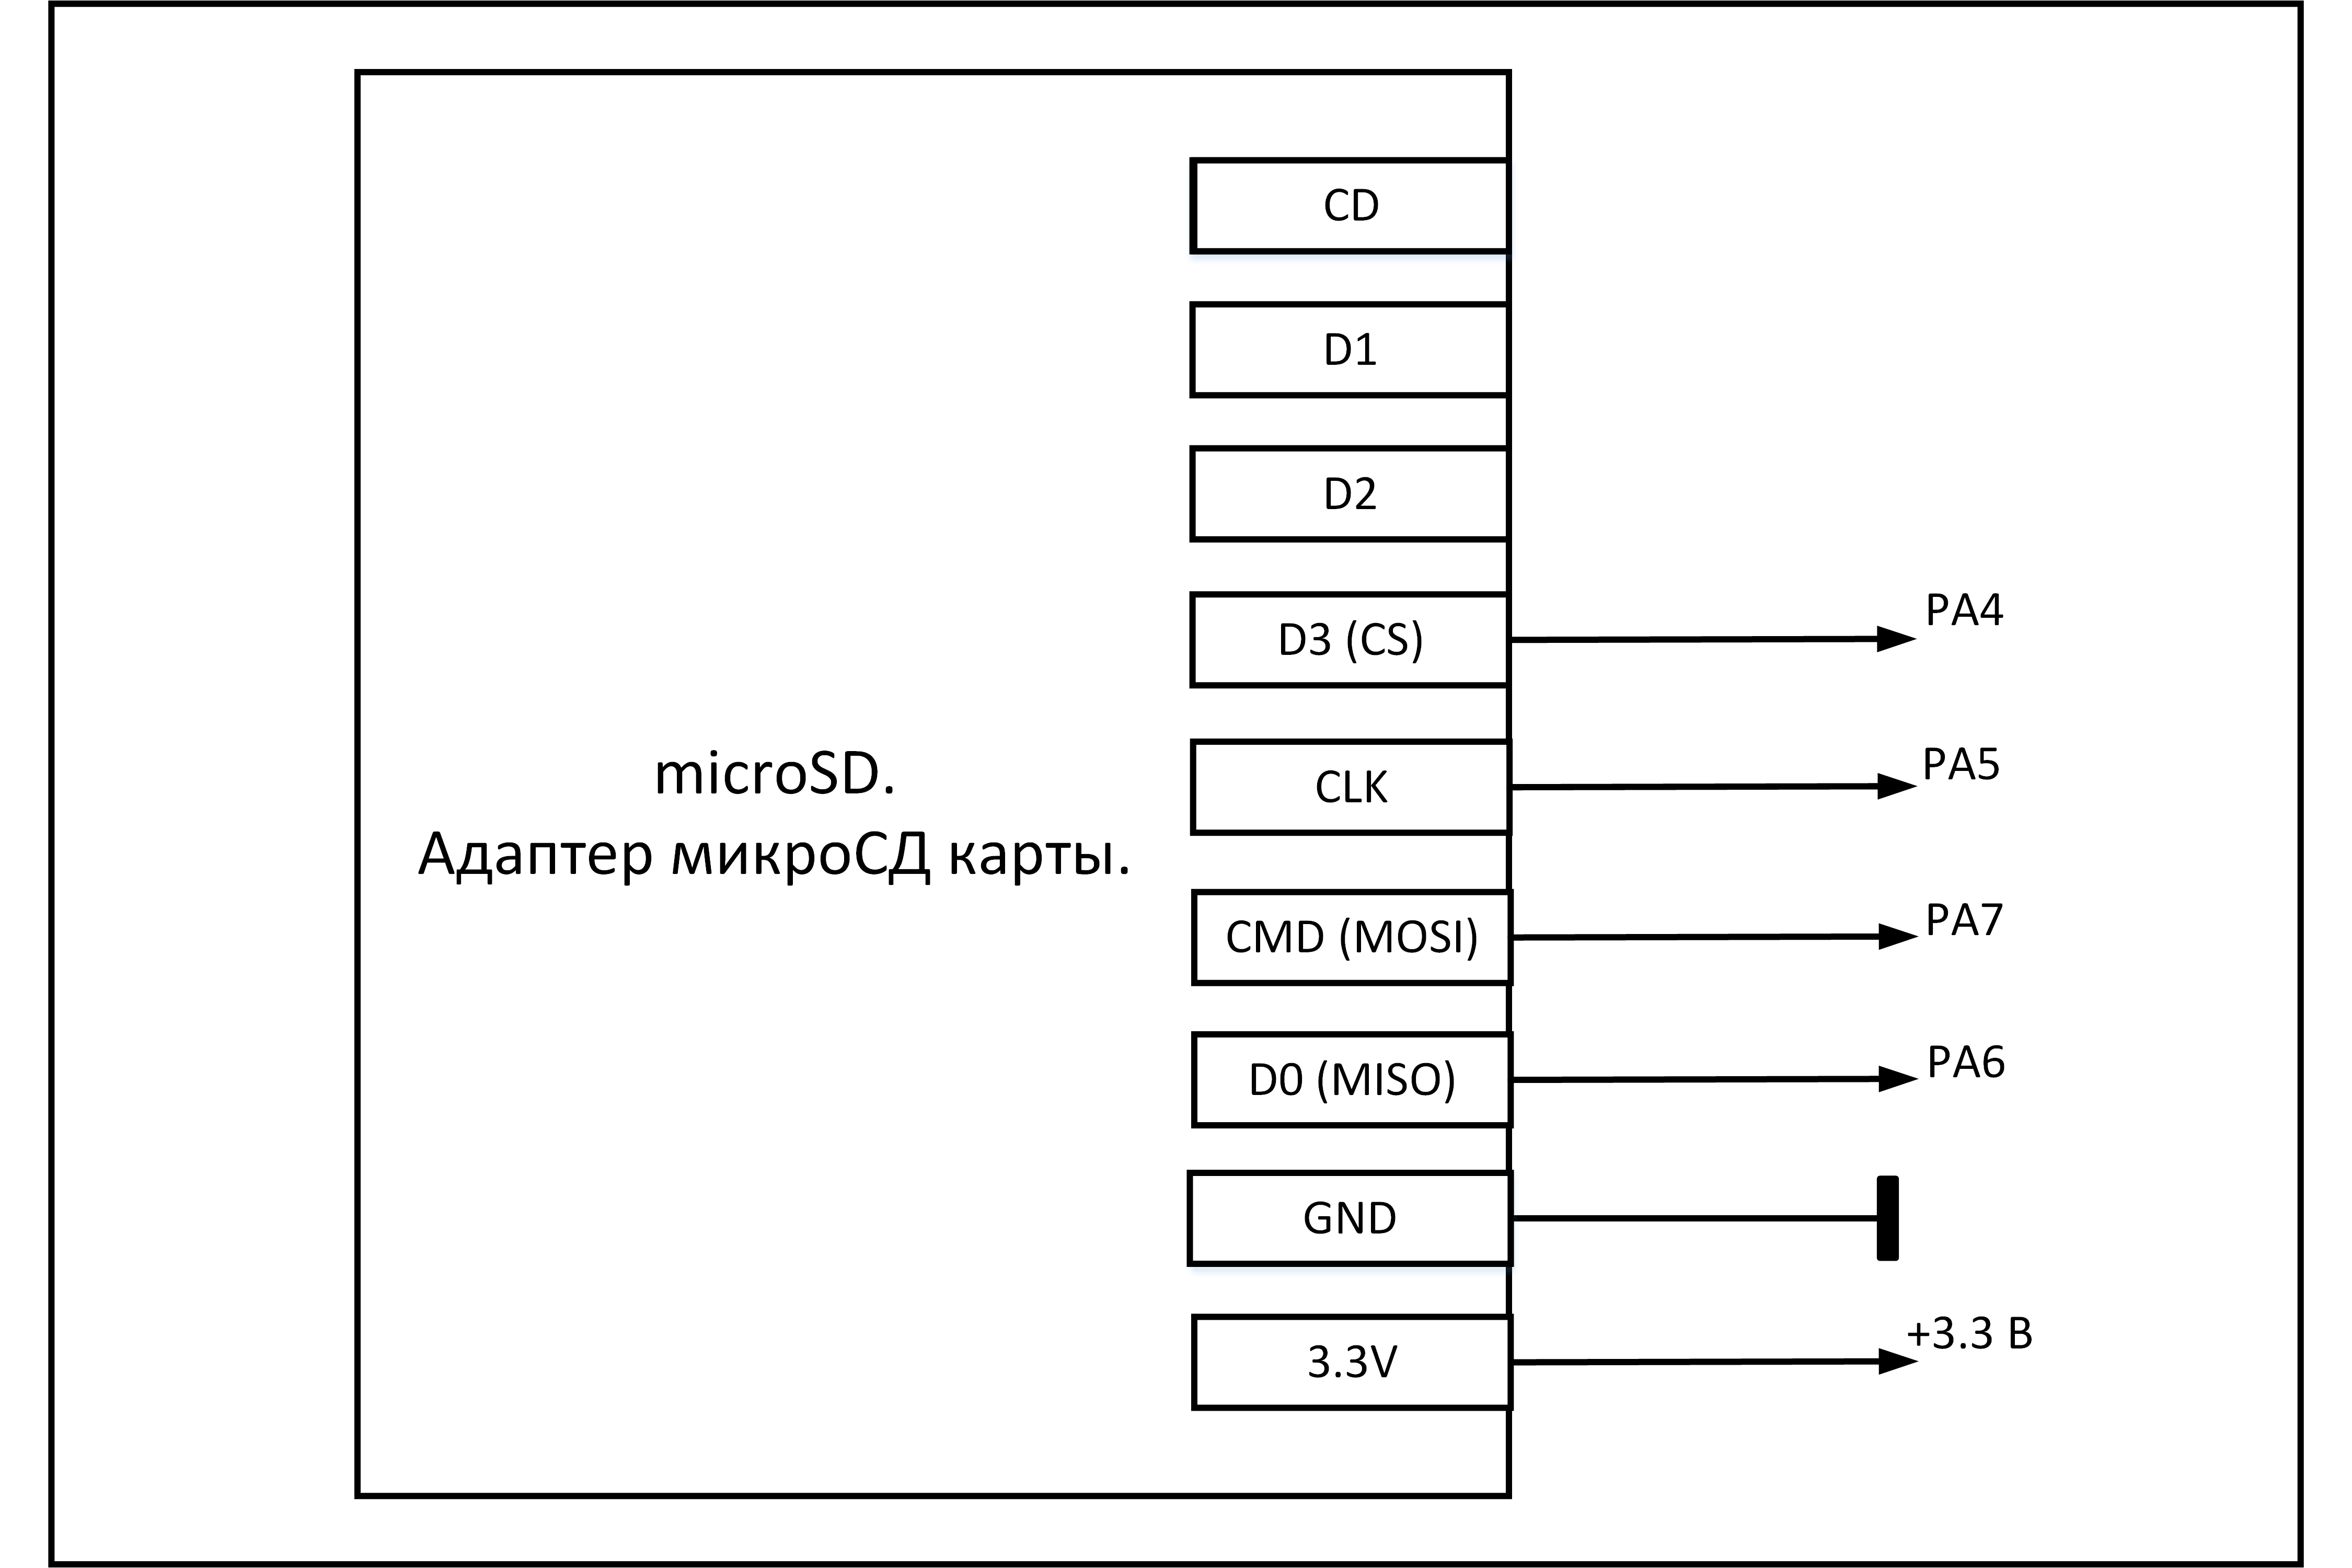 CD
D1
D2
D3 (CS)
PA4
microSD.
Адаптер микроСД карты.
CLK
PA5
CMD (MOSI)
PA7
D0 (MISO)
PA6
GND
3.3V
+3.3 В